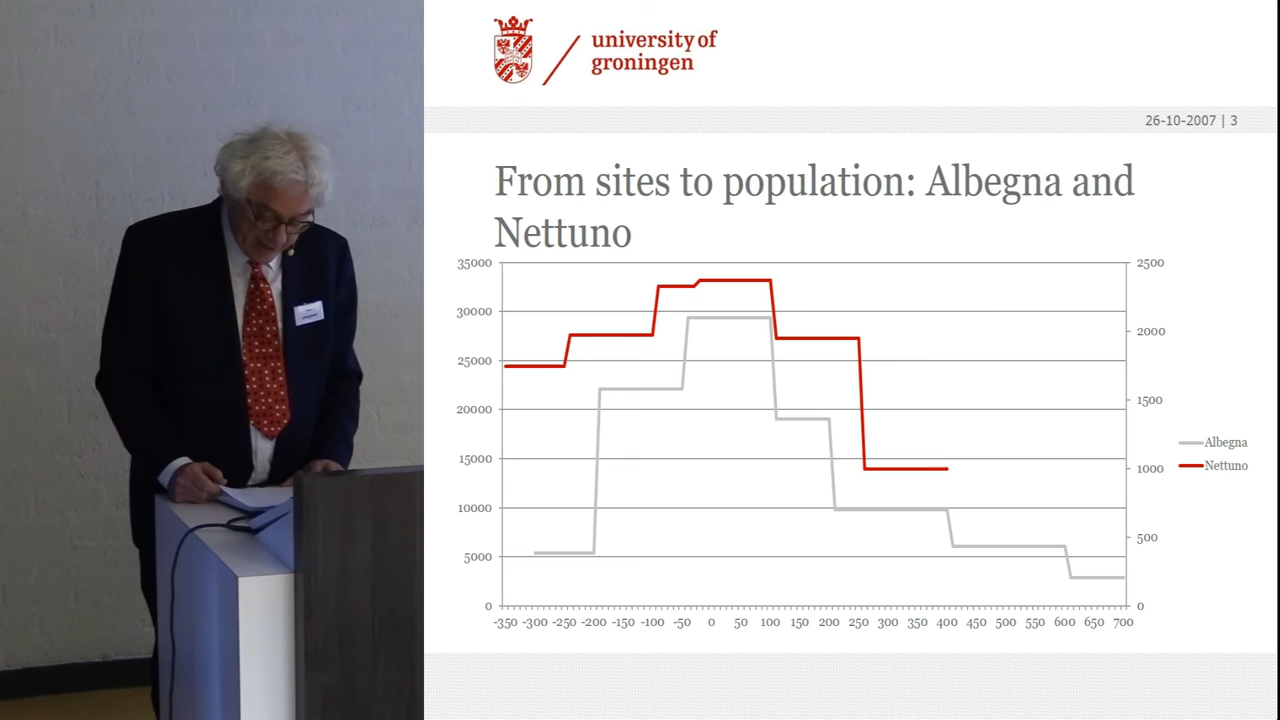 university of
groningen
26-10-2007 | 3
From sites to population: Albegna and
Nettuno
35000
30000
25000
20000
15000
10000
5000
0
2500
2000
1500
1000
500
0
-350 -300 -250 -200 -150 -100 -50 0 50 100 150 200 250 300 350 400 450 500 550 600 650 700
Albegna
Nettuno